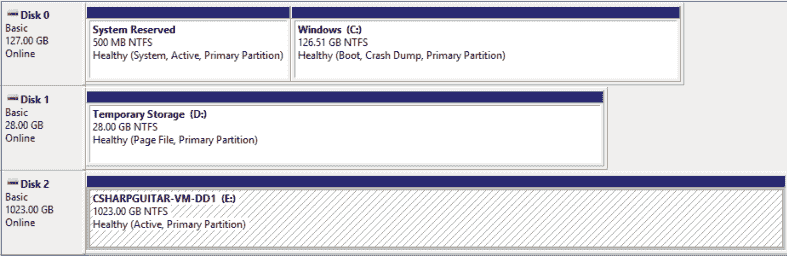 Disk 0
Basic
127.00 GB
Online
System Reserved
500 MB NTFS
Healthy (System, Active, Primary Partition)
Windows (C:)
126.51 GB NTFS
Healthy (Boot, Crash Dump, Primary Partition)
Disk 1
Basic
28.00 GB
Online
Temporary Storage (D:)
28.00 GB NTFS
Healthy (Page File, Primary Partition)
Disk 2
Basic
1023.00 GB
Online
CSHARPGUITAR-VM-DD1 (E:)
1023.00 GB NTFS
Healthy (Active, Primary Partition)